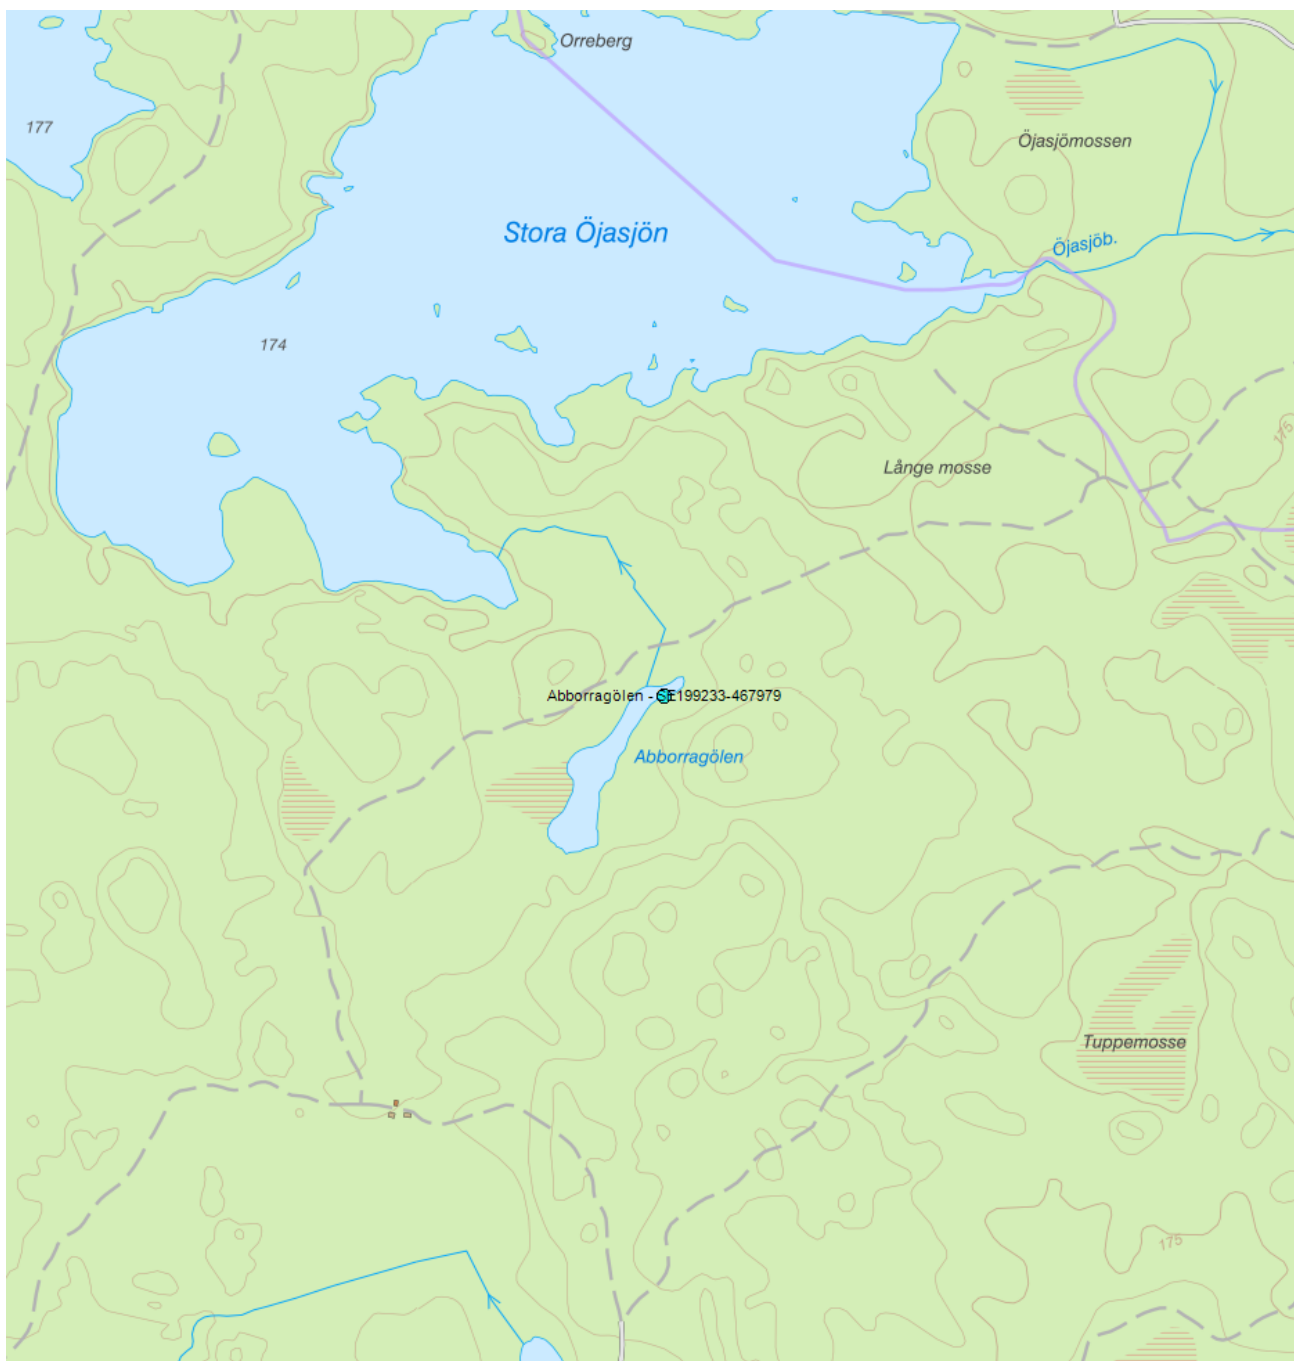 Orreberg
177
Öjasjömossen
Stora Öjasjön
Öjasjöb.
174
175
Långe mosse
Abborragölen - SE199233-467979
Abborragölen
Tuppemosse
175